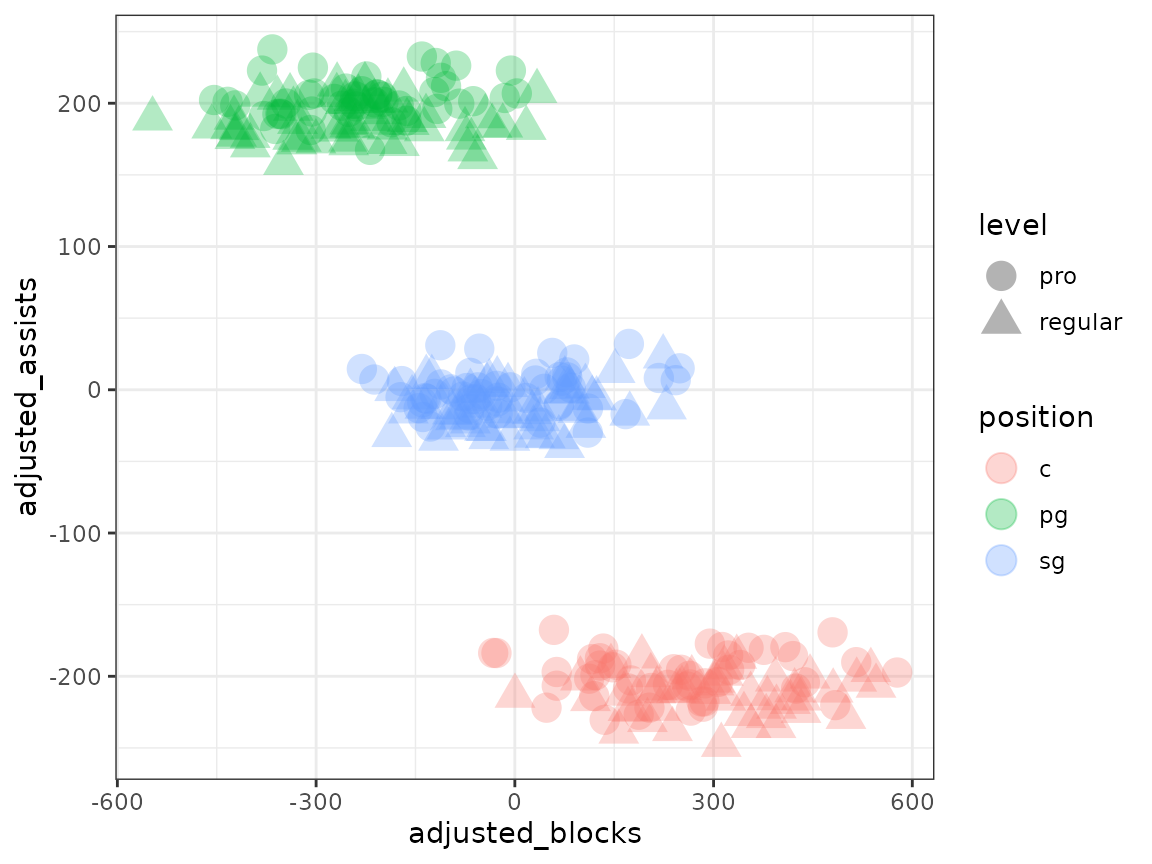 200
100
0
-100
-200
adjusted_assists
-600
-300
0
300
600
adjusted_blocks
level
pro
regular
position
c
pg
sg